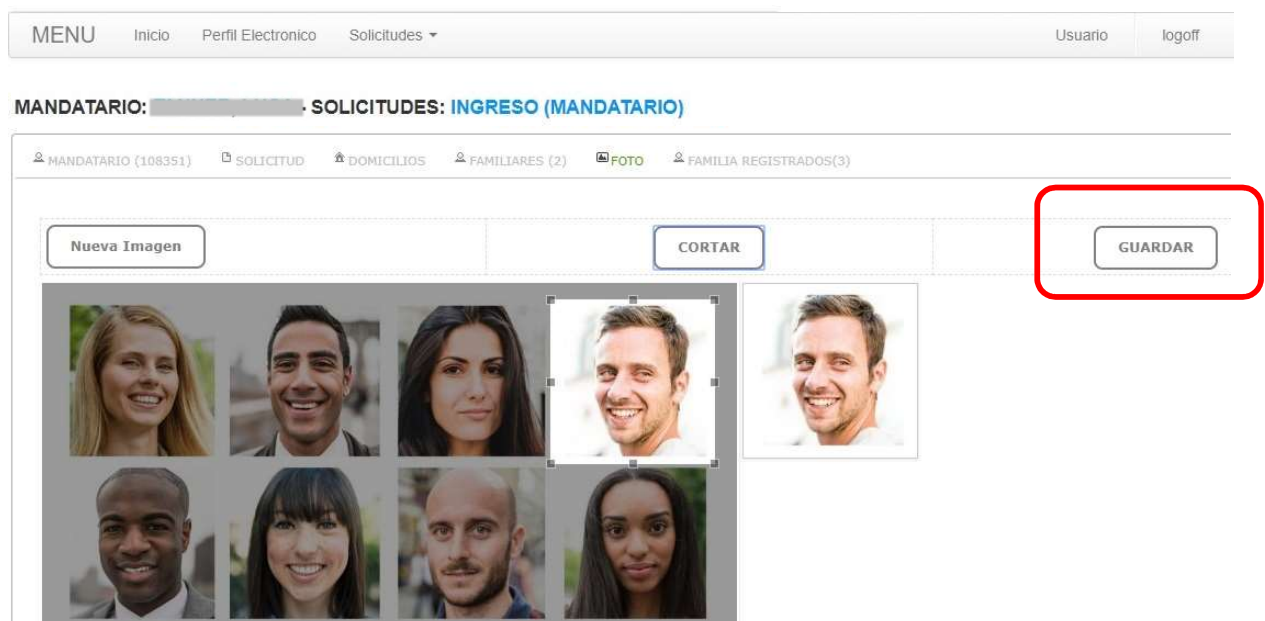 MENU Inicio Perfil Electronico Solicitudes Usuario logoff
MANDATARIO: - SOLICITUDES: INGRESO (MANDATARIO)
MANDATARIO (108351) SOLICITUD DOMICILIOS FAMILIARES (2) FOTO FAMILIA REGISTRADOS(3)
Nueva Imagen CORTAR GUARDAR